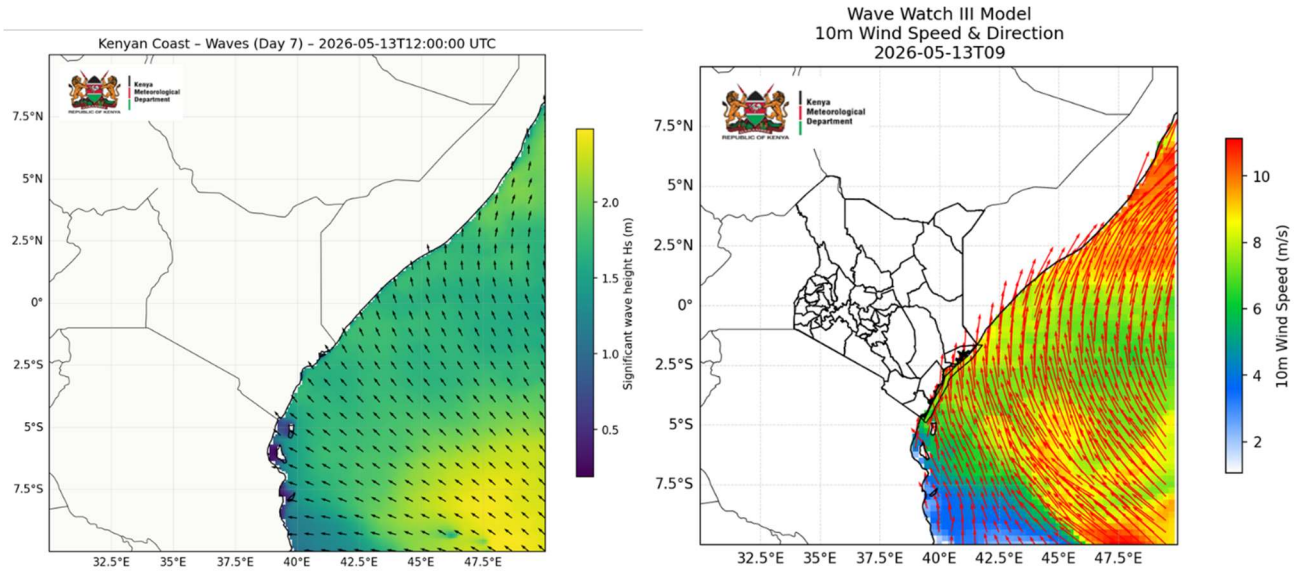 Kenyan Coast – Waves (Day 7) – 2026-05-13T12:00:00 UTC
Kenya
Meteorological
Department
REPUBLIC OF KENYA
7.5°N
5°N
2.5°N
0°
2.5°S
5°S
7.5°S
32.5°E 35°E 37.5°E 40°E 42.5°E 45°E 47.5°E
2.0
1.5
1.0
0.5
Significant wave height Hs (m)
Wave Watch III Model
10m Wind Speed & Direction
2026-05-13T09
Kenya
Meteorological
Department
REPUBLIC OF KENYA
7.5°N
5°N
2.5°N
0°
2.5°S
5°S
7.5°S
32.5°E 35°E 37.5°E 40°E 42.5°E 45°E 47.5°E
10
8
6
4
2
10m Wind Speed (m/s)